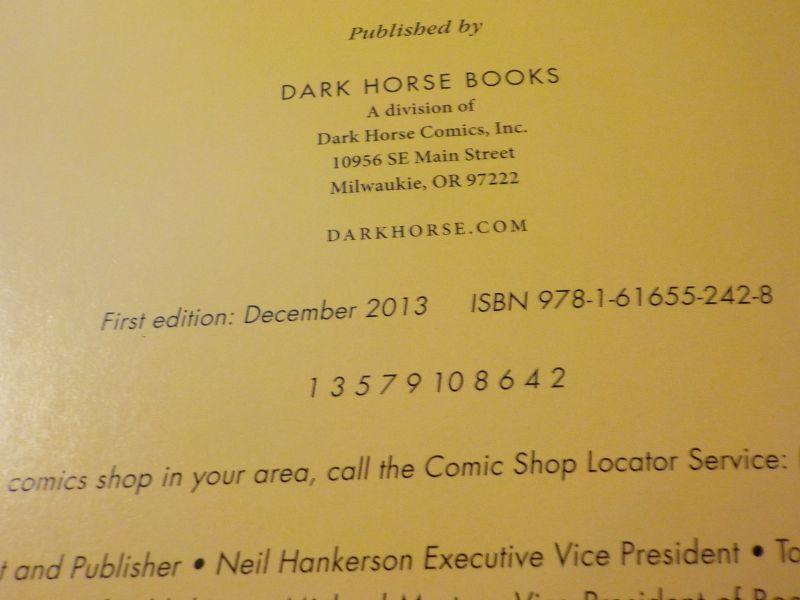 Published by
DARK HORSE BOOKS
A division of
Dark Horse Comics, Inc.
10956 SE Main Street
Milwaukie, OR 97222
DARKHORSE.COM
First edition: December 2013 ISBN 978-1-61655-242-8
1 3 5 7 9 10 8 6 4 2
comics shop in your area, call the Comic Shop Locator Service:
and Publisher • Neil Hankerson Executive Vice President •
Vice President of